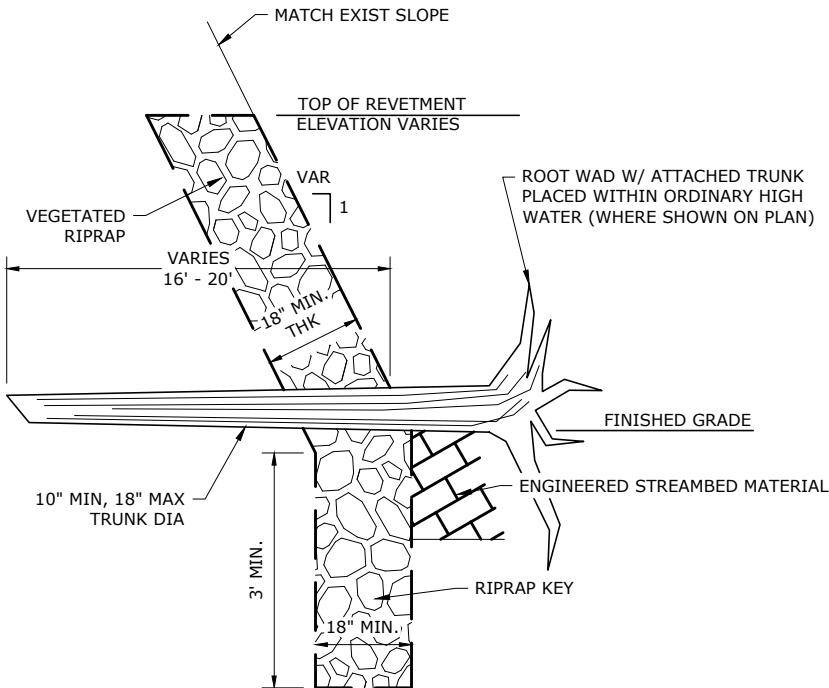 MATCH EXIST SLOPE
TOP OF REVETMENT
ELEVATION VARIES
VAR
1
ROOT WAD W/ ATTACHED TRUNK
PLACED WITHIN ORDINARY HIGH
WATER (WHERE SHOWN ON PLAN)
VEGETATED
RIPRAP
VARIES
16' - 20'
18" MIN.
THK
FINISHED GRADE
ENGINEERED STREAMBED MATERIAL
10" MIN, 18" MAX
TRUNK DIA
3' MIN.
RIPRAP KEY
18" MIN.